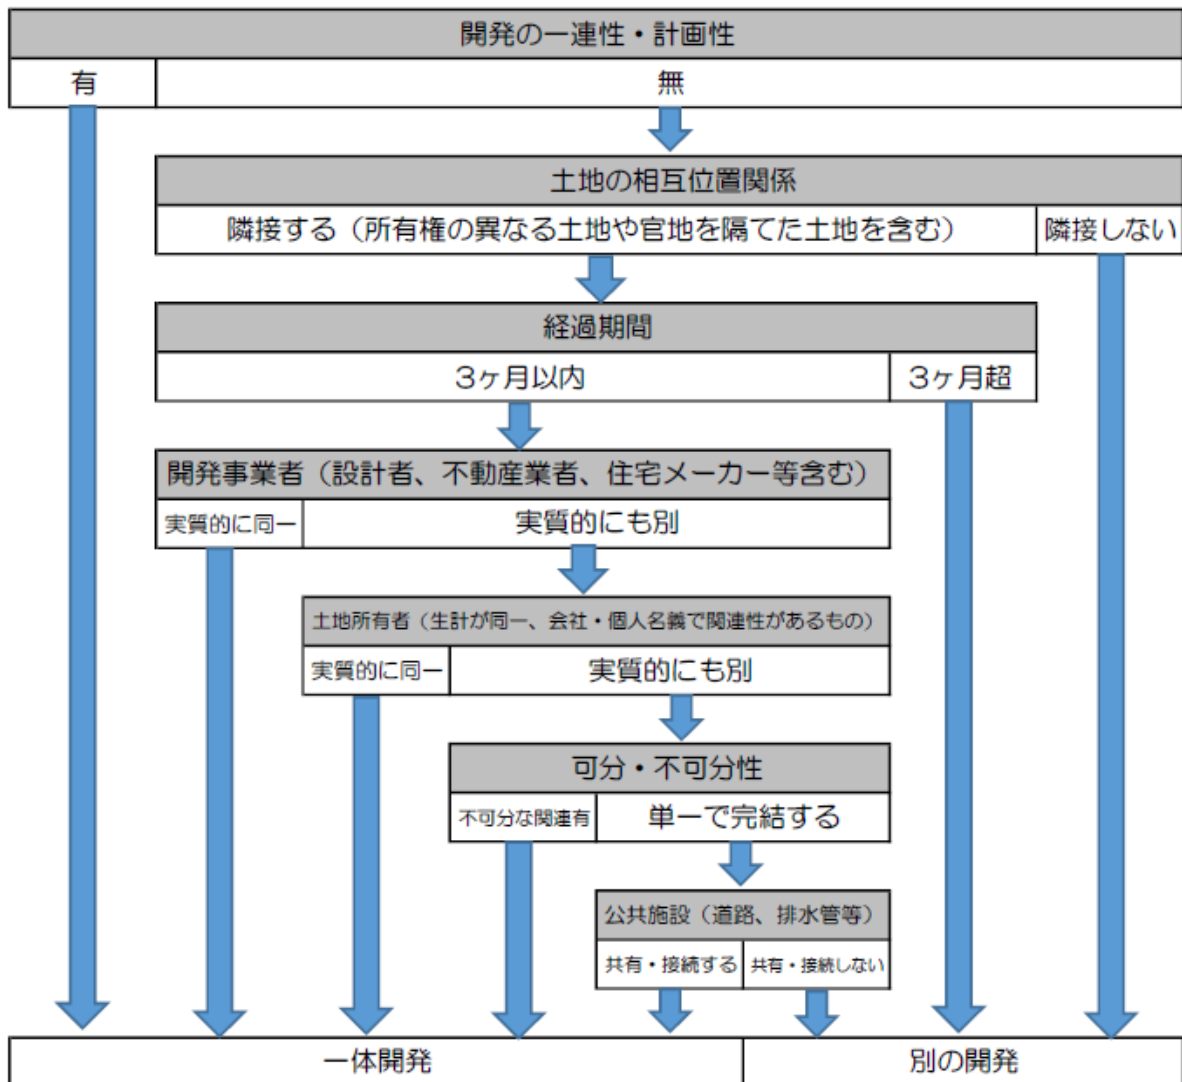 開発の一連性・計画性
有
無
土地の相互位置関係
隣接する（所有権の異なる土地や官地を隔てた土地を含む）
隣接しない
経過期間
３ヶ月以内
３ヶ月超
開発事業者（設計者、不動産業者、住宅メーカー等含む）
実質的に同一
実質的にも別
土地所有者（生計が同一、会社・個人名義で関連性があるもの）
実質的に同一
実質的にも別
可分・不可分性
不可分な関連有
単一で完結する
公共施設（道路、排水管等）
共有・接続する
共有・接続しない
一体開発
別の開発